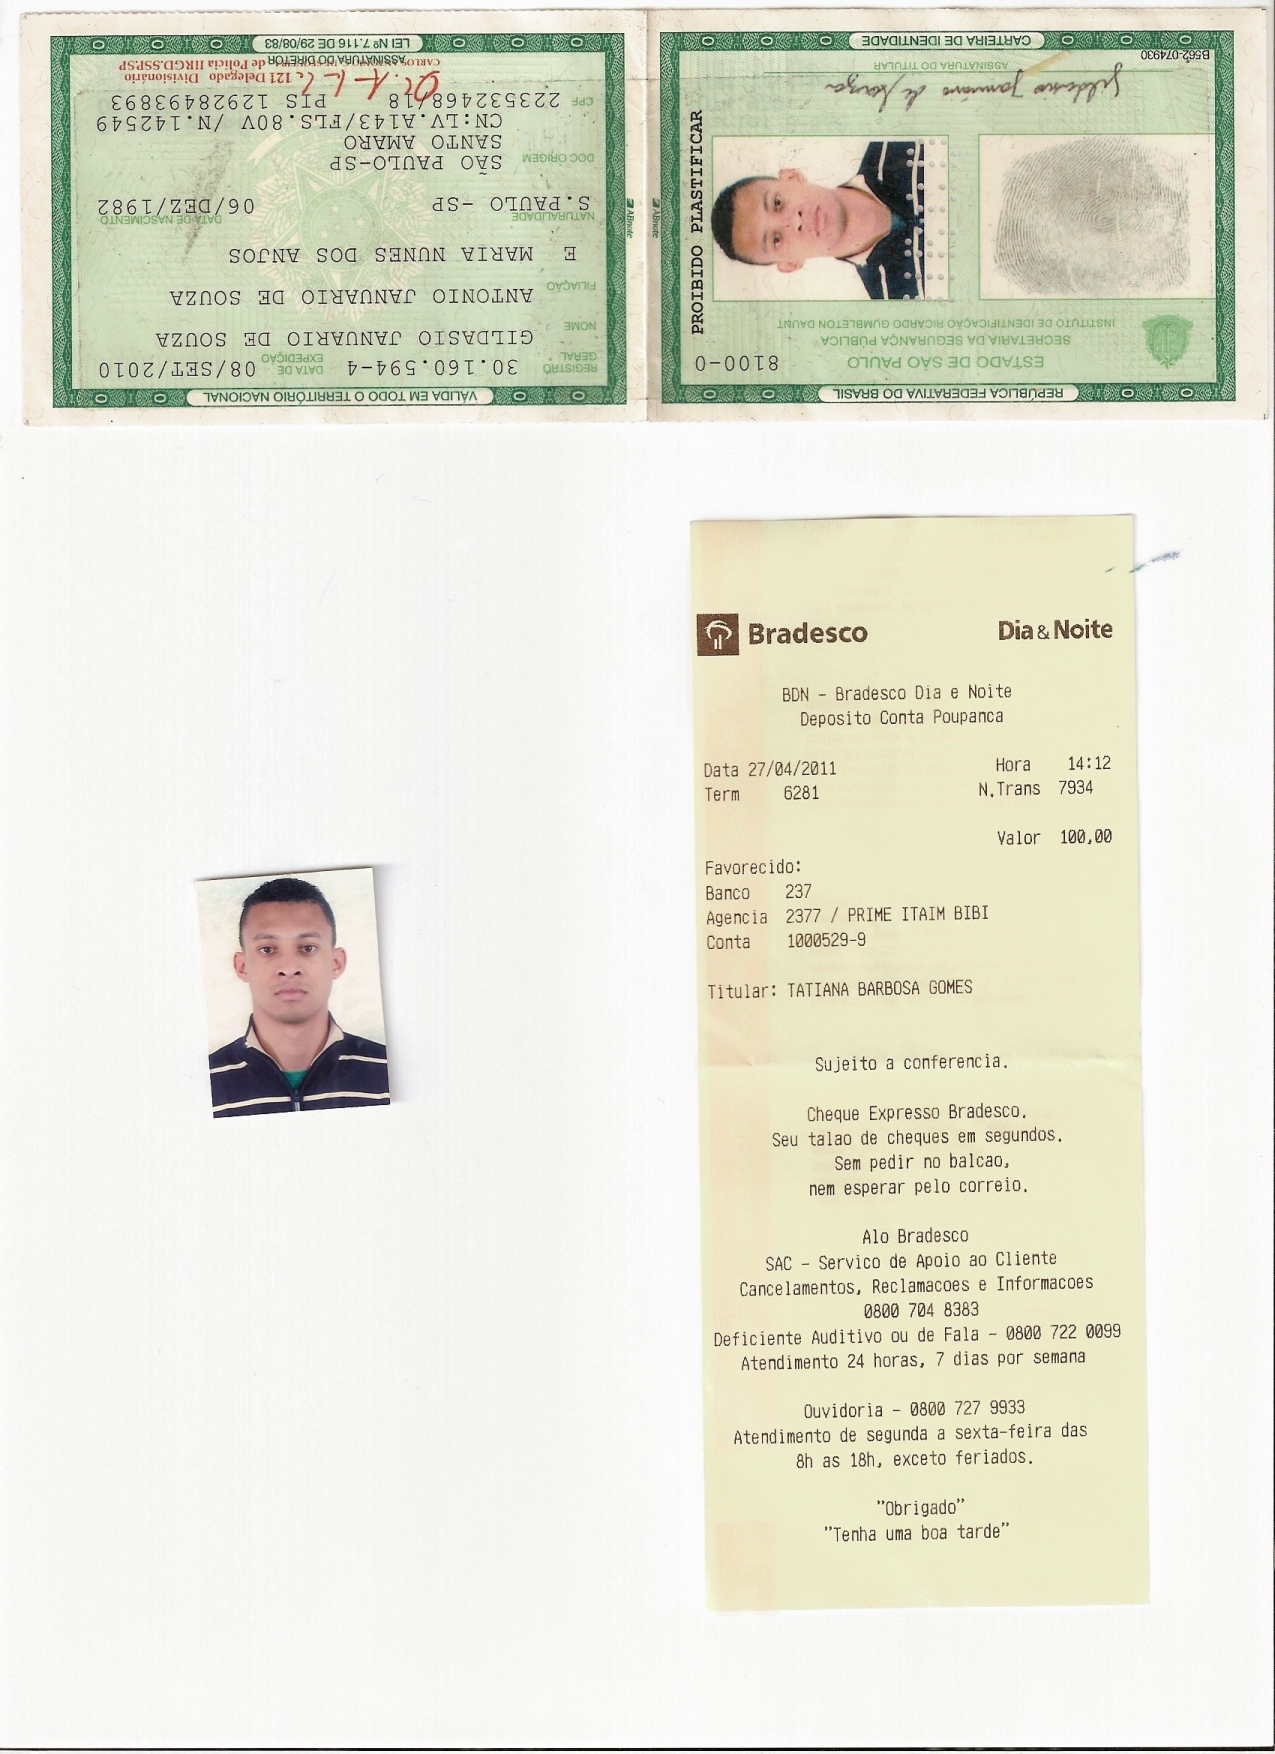 REPÚBLICA FEDERATIVA DO BRASIL
ESTADO DE SÃO PAULO 8100-0
SECRETARIA DA SEGURANÇA PÚBLICA
INSTITUTO DE IDENTIFICAÇÃO RICARDO GUMBLETON DAUNT
PROIBIDO PLASTIFICAR
Gildasio Januário de Souza
ASSINATURA DO TITULAR
B562-074930
CARTEIRA DE IDENTIDADE
ABnote
ABnote
VÁLIDA EM TODO O TERRITÓRIO NACIONAL
REGISTRO GERAL 30.160.594-4 DATA DE EXPEDIÇÃO 08/SET/2010
NOME GILDASIO JANUARIO DE SOUZA
FILIAÇÃO ANTONIO JANUARIO DE SOUZA
E MARIA NUNES DOS ANJOS
NATURALIDADE S.PAULO -SP DATA DE NASCIMENTO 06/DEZ/1982
DOC ORIGEM SÃO PAULO-SP
SANTO AMARO
CN:LV.A143/FLS.80V /N.142549
CPF 223532468/18 PIS 12928493893
121 Delegado Divisionário
de Polícia IIRGD.SSP.SP
ASSINATURA DO DIRETOR
LEI Nº 7.116 DE 29/08/83
Bradesco Dia&Noite
BDN - Bradesco Dia e Noite
Deposito Conta Poupanca
Data 27/04/2011 Hora 14:12
Term 6281 N.Trans 7934
Valor 100,00
Favorecido:
Banco 237
Agencia 2377 / PRIME ITAIM BIBI
Conta 1000529-9
Titular: TATIANA BARBOSA GOMES
Sujeito a conferencia.
Cheque Expresso Bradesco.
Seu talao de cheques em segundos.
Sem pedir no balcao,
nem esperar pelo correio.
Alo Bradesco
SAC - Servico de Apoio ao Cliente
Cancelamentos, Reclamacoes e Informacoes
0800 704 8383
Deficiente Auditivo ou de Fala - 0800 722 0099
Atendimento 24 horas, 7 dias por semana
Ouvidoria - 0800 727 9933
Atendimento de segunda a sexta-feira das
8h as 18h, exceto feriados.
"Obrigado"
"Tenha uma boa tarde"